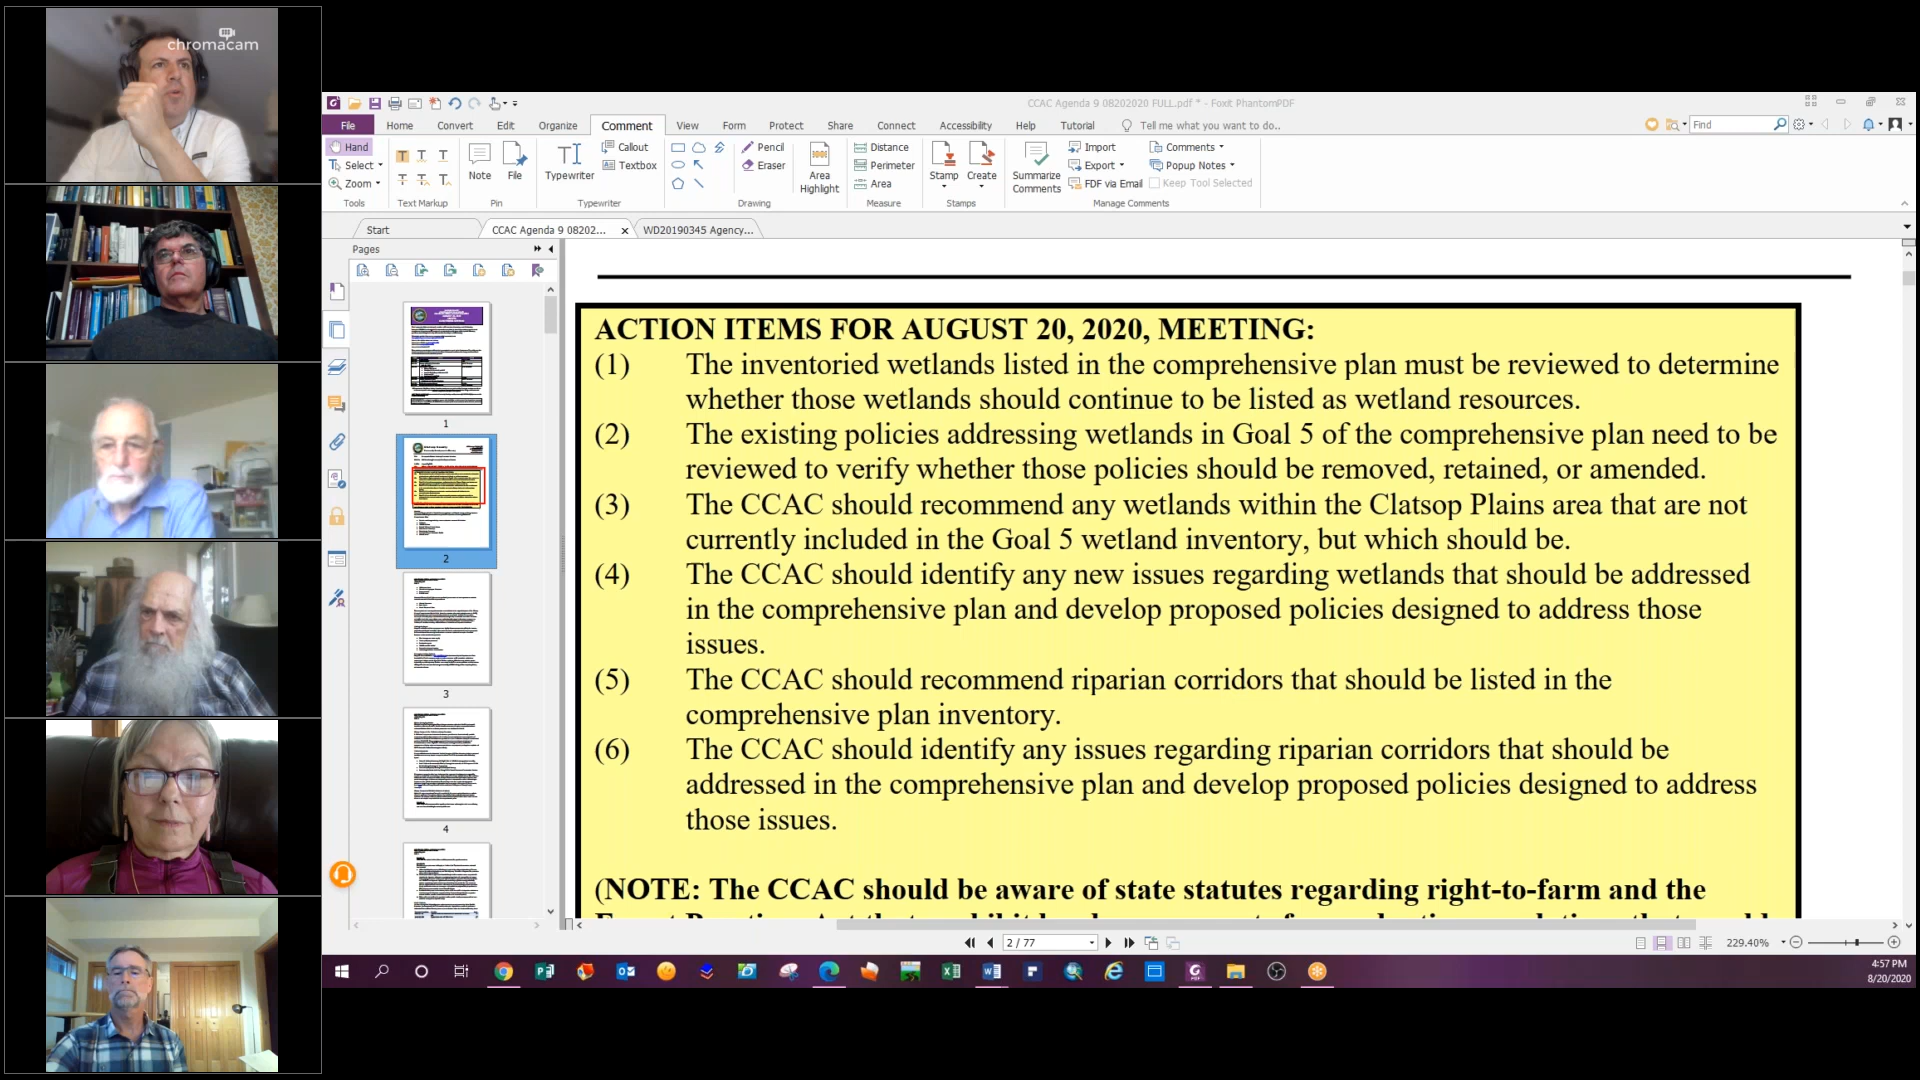 chromacam
CCAC Agenda 9 08202020 FULL.pdf * - Foxit PhantomPDF
File Home Convert Edit Organize Comment View Form Protect Share Connect Accessibility Help Tutorial Tell me what you want to do.. Find
Hand
Select
Zoom
Tools
Text Markup
Note
File
Pin
Typewriter
Callout
Textbox
Typewriter
Pencil
Eraser
Area
Highlight
Drawing
Distance
Perimeter
Area
Measure
Stamp
Create
Stamps
Summarize
Comments
Import
Export
FDF via Email
Comments
Popup Notes
Keep Tool Selected
Manage Comments
Start
CCAC Agenda 9 08202... x
WD20190345 Agency...
Pages
1
2
3
4
ACTION ITEMS FOR AUGUST 20, 2020, MEETING:
(1) The inventoried wetlands listed in the comprehensive plan must be reviewed to determine
whether those wetlands should continue to be listed as wetland resources.
(2) The existing policies addressing wetlands in Goal 5 of the comprehensive plan need to be
reviewed to verify whether those policies should be removed, retained, or amended.
(3) The CCAC should recommend any wetlands within the Clatsop Plains area that are not
currently included in the Goal 5 wetland inventory, but which should be.
(4) The CCAC should identify any new issues regarding wetlands that should be addressed
in the comprehensive plan and develop proposed policies designed to address those
issues.
(5) The CCAC should recommend riparian corridors that should be listed in the
comprehensive plan inventory.
(6) The CCAC should identify any issues regarding riparian corridors that should be
addressed in the comprehensive plan and develop proposed policies designed to address
those issues.
(NOTE: The CCAC should be aware of state statutes regarding right-to-farm and the
2 / 77
229.40%
4:57 PM
8/20/2020